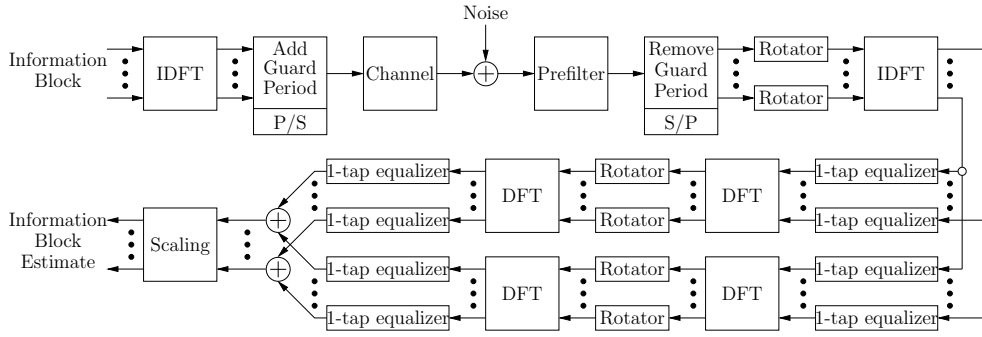 Noise
Information
Block
IDFT
Add
Guard
Period
P/S
Channel
+
Prefilter
Remove
Guard
Period
S/P
Rotator
Rotator
IDFT
1-tap equalizer
DFT
Rotator
DFT
1-tap equalizer
1-tap equalizer
Rotator
1-tap equalizer
Information
Block
Estimate
Scaling
+
+
1-tap equalizer
DFT
Rotator
DFT
1-tap equalizer
1-tap equalizer
Rotator
1-tap equalizer